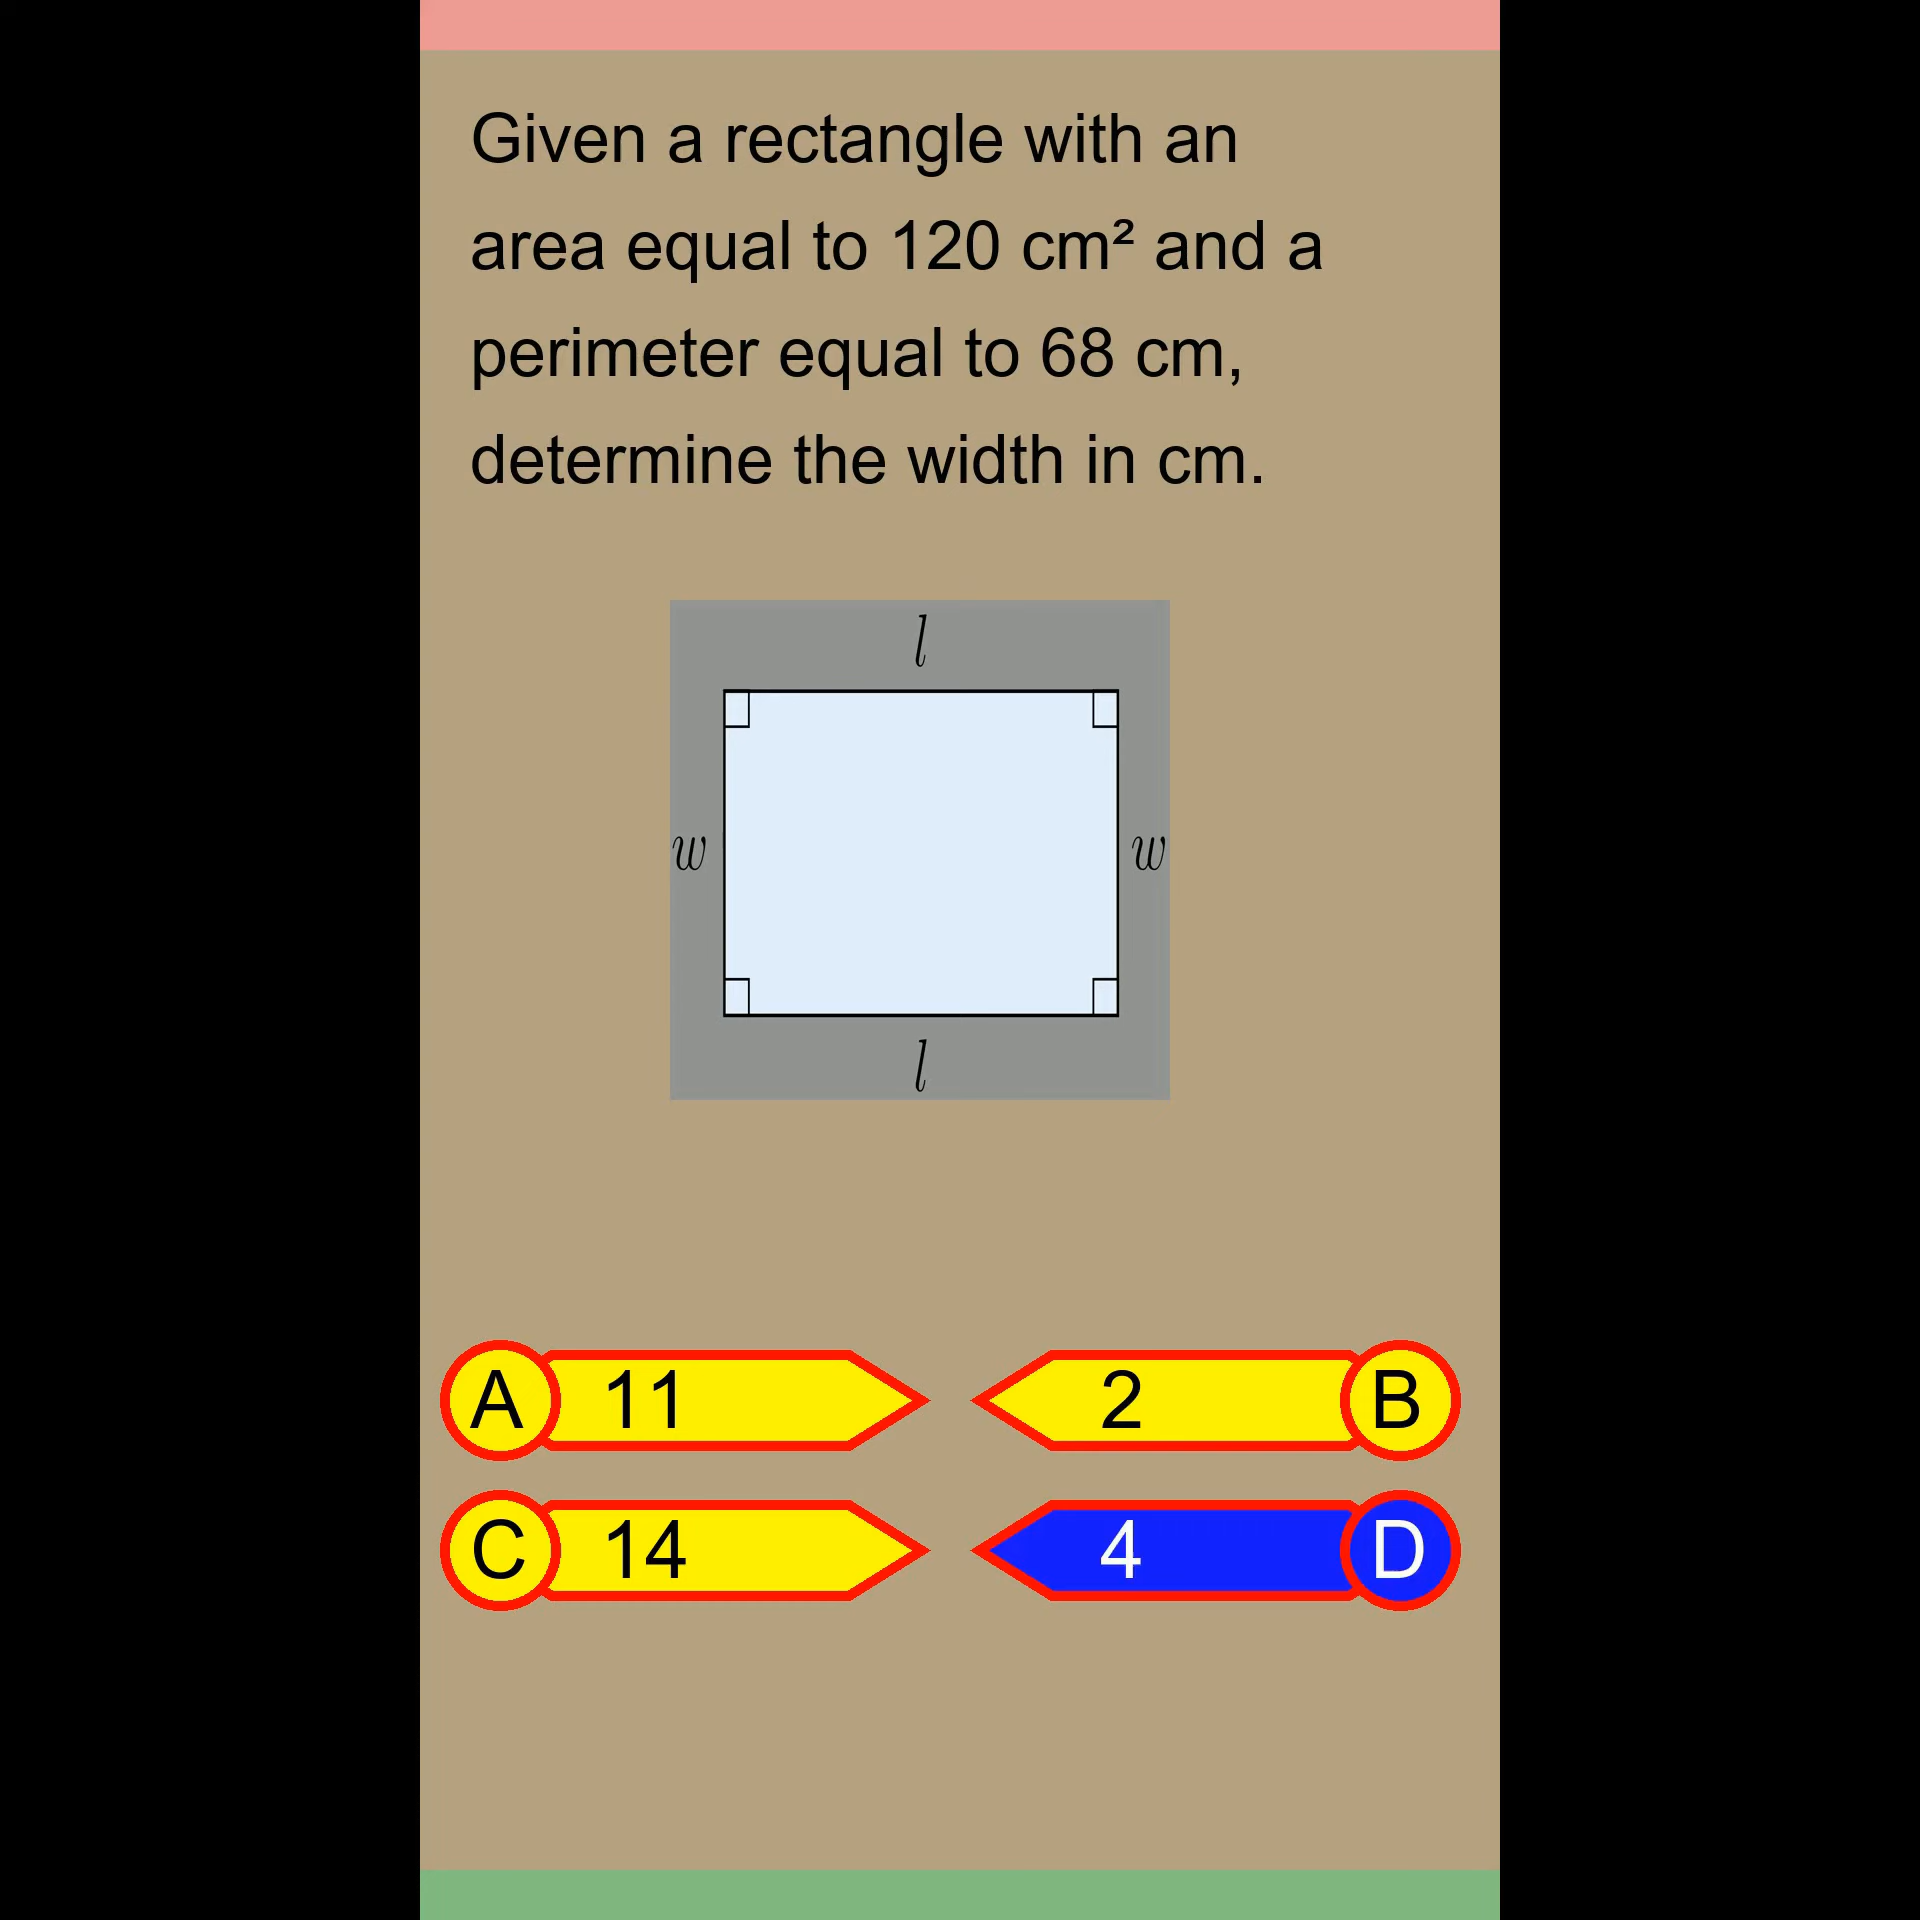 Given a rectangle with an
area equal to 120 cm² and a
perimeter equal to 68 cm,
determine the width in cm.
l
w w
l
A 11
2 B
C 14
4 D